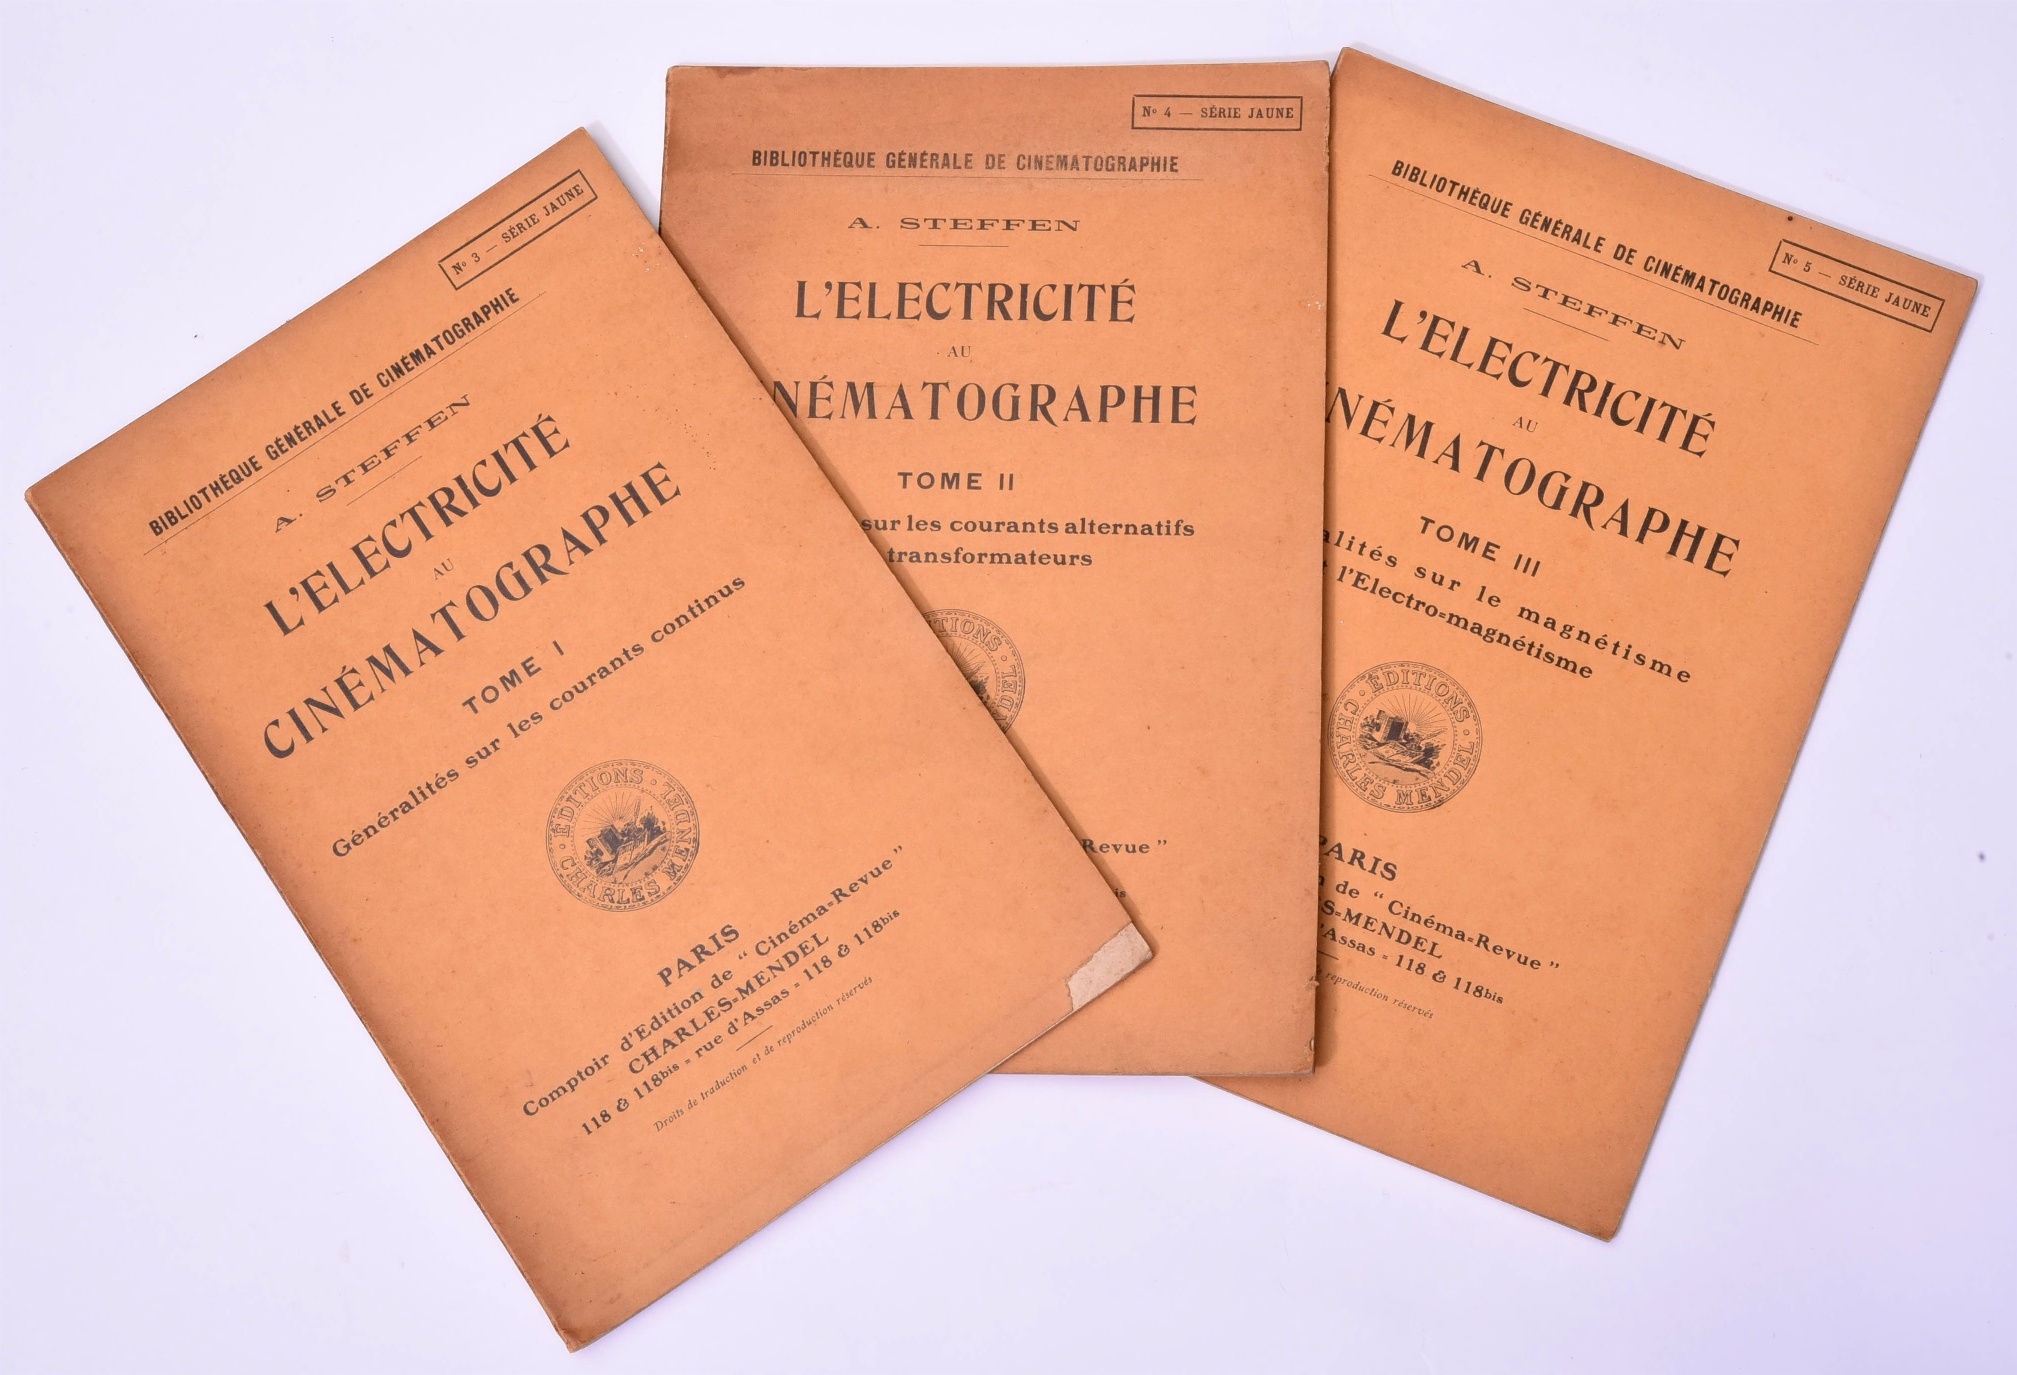 Nº 3 — SÉRIE JAUNE
BIBLIOTHÈQUE GÉNÉRALE DE CINÉMATOGRAPHIE
A. STEFFEN
L'ELECTRICITÉ
AU
CINÉMATOGRAPHE
TOME I
Généralités sur les courants continus
ÉDITIONS · CHARLES MENDEL ·
PARIS
Comptoir d'Edition de “ Cinéma=Revue ”
CHARLES=MENDEL
118 & 118bis = rue d'Assas = 118 & 118bis
Droits de traduction et de reproduction réservés
Nº 4 — SÉRIE JAUNE
BIBLIOTHÈQUE GÉNÉRALE DE CINÉMATOGRAPHIE
A. STEFFEN
L'ELECTRICITÉ
AU
NÉMATOGRAPHE
TOME II
sur les courants alternatifs
transformateurs
Revue ”
Nº 5 — SÉRIE JAUNE
BIBLIOTHÈQUE GÉNÉRALE DE CINÉMATOGRAPHIE
A. STEFFEN
L'ELECTRICITÉ
AU
NÉMATOGRAPHE
TOME III
alités sur le magnétisme
l'Electro=magnétisme
ÉDITIONS · CHARLES MENDEL ·
PARIS
de “ Cinéma=Revue ”
S=MENDEL
'Assas = 118 & 118bis
reproduction réservés